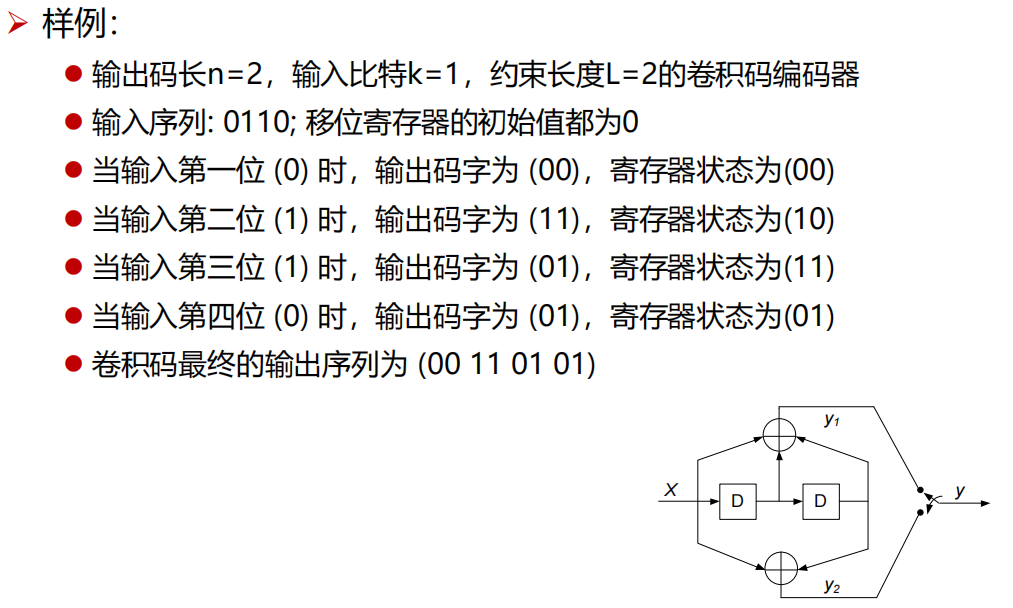 样例：
输出码长n=2，输入比特k=1，约束长度L=2的卷积码编码器
输入序列: 0110; 移位寄存器的初始值都为0
当输入第一位 (0) 时，输出码字为 (00)，寄存器状态为(00)
当输入第二位 (1) 时，输出码字为 (11)，寄存器状态为(10)
当输入第三位 (1) 时，输出码字为 (01)，寄存器状态为(11)
当输入第四位 (0) 时，输出码字为 (01)，寄存器状态为(01)
卷积码最终的输出序列为 (00 11 01 01)
y₁
X D D y
y₂